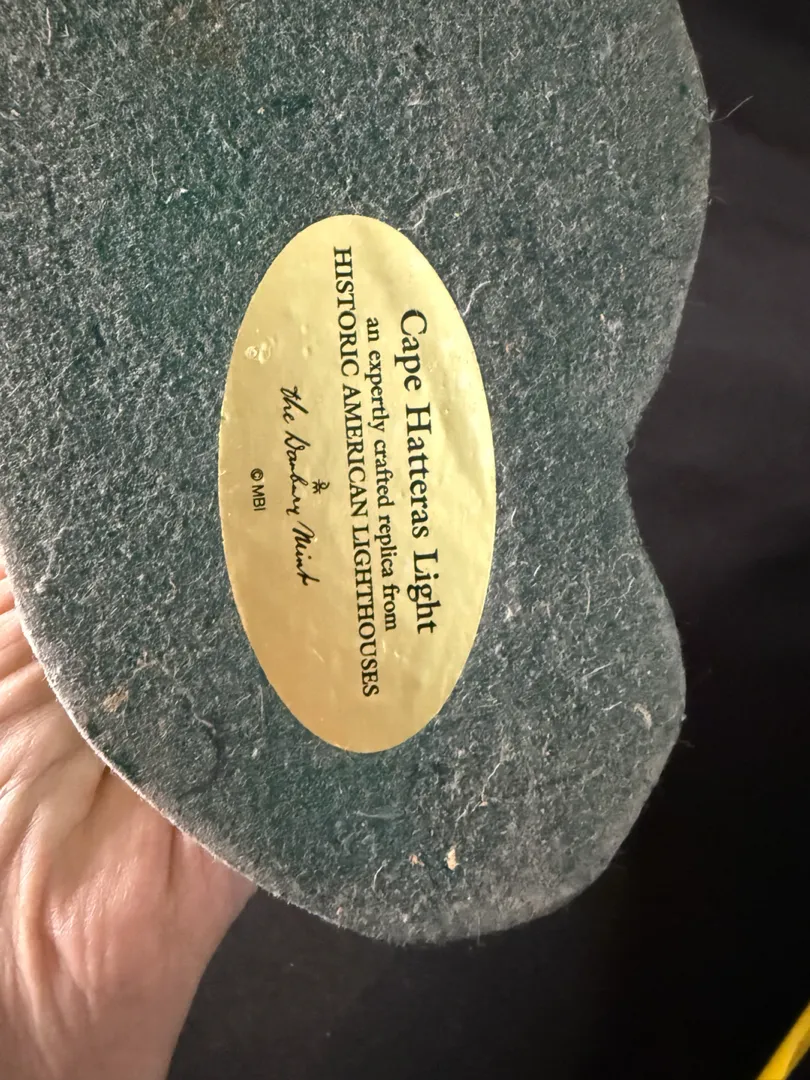 Cape Hatteras Light
an expertly crafted replica from
HISTORIC AMERICAN LIGHTHOUSES
the Danbury Mint
© MBI